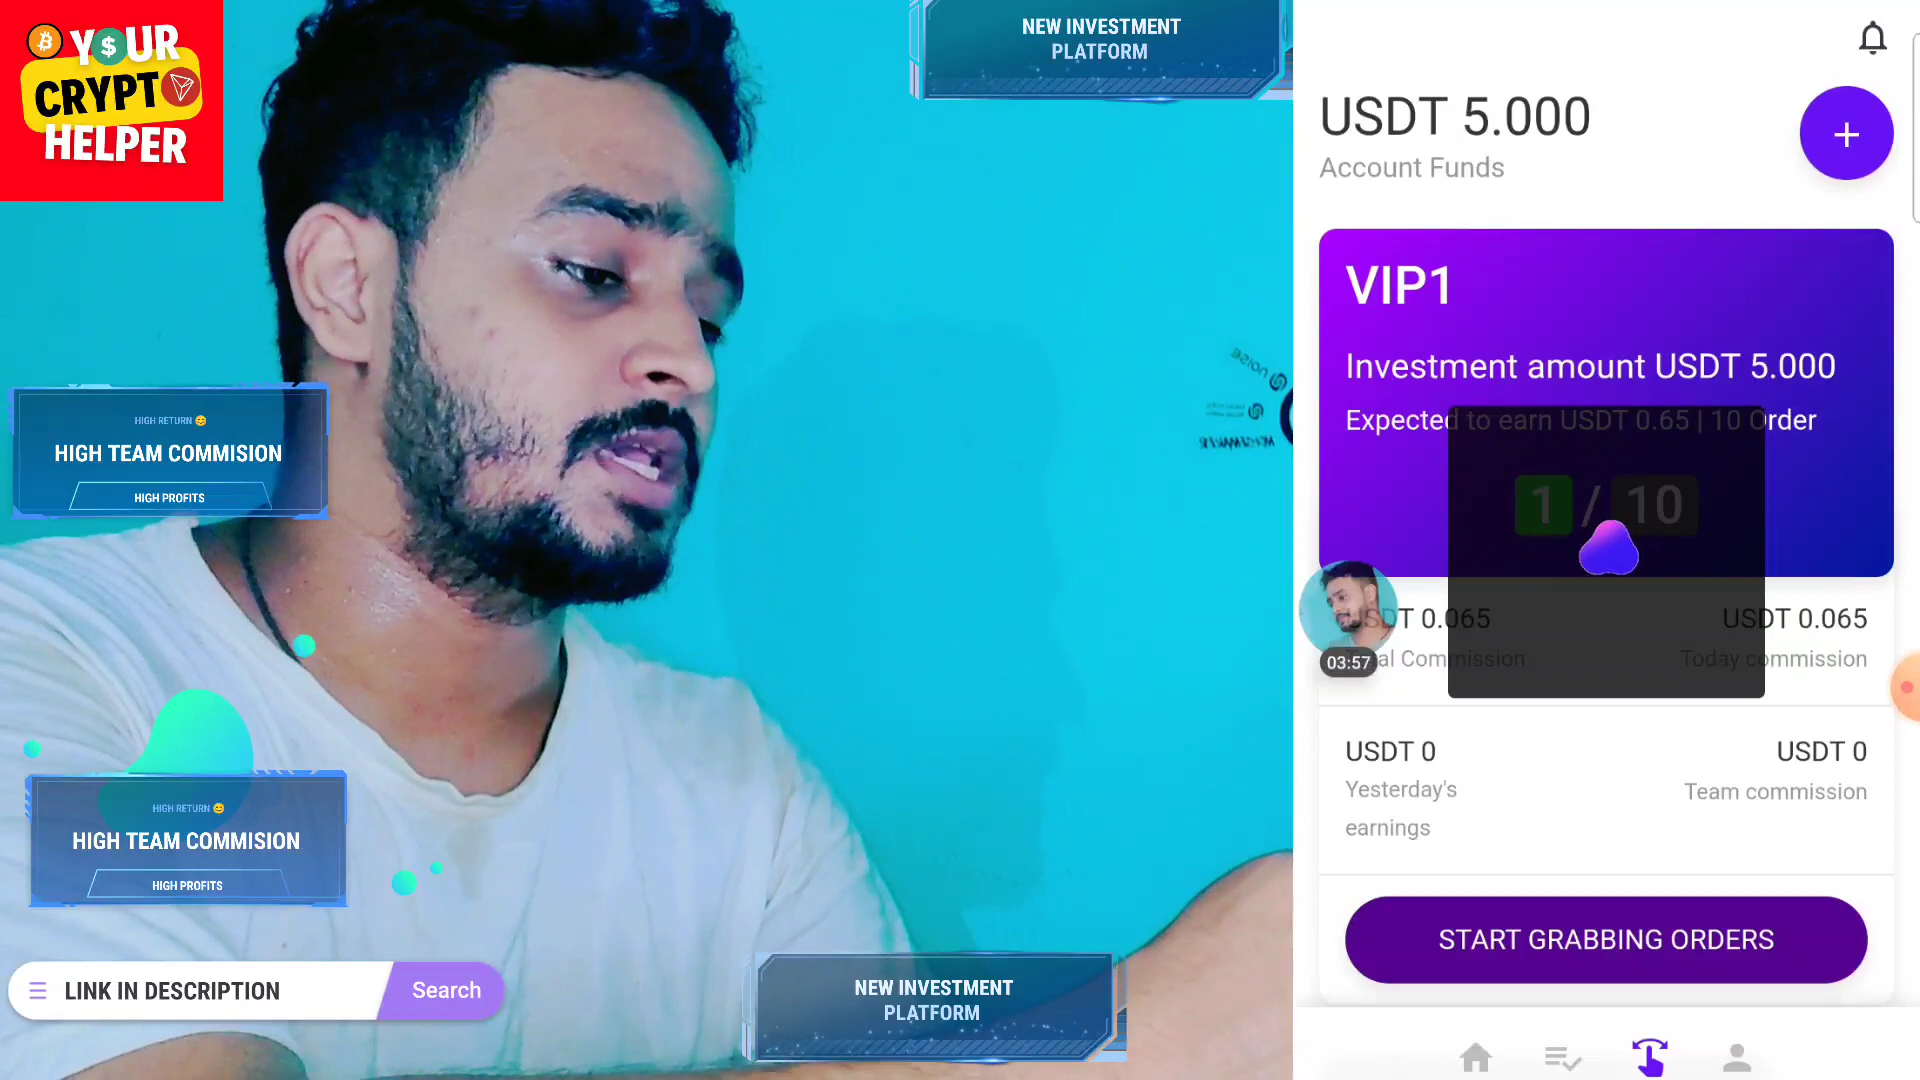 YOUR
CRYPTO
HELPER
NEW INVESTMENT
PLATFORM
HIGH RETURN 😊
HIGH TEAM COMMISION
HIGH PROFITS
HIGH RETURN 😊
HIGH TEAM COMMISION
HIGH PROFITS
LINK IN DESCRIPTION
Search
NEW INVESTMENT
PLATFORM
noise
USDT 5.000
Account Funds
+
VIP1
Investment amount USDT 5.000
Expected to earn USDT 0.65 | 10 Order
1 / 10
USDT 0.065
USDT 0.065
03:57
Commission
Today commission
USDT 0
USDT 0
Yesterday's
earnings
Team commission
START GRABBING ORDERS